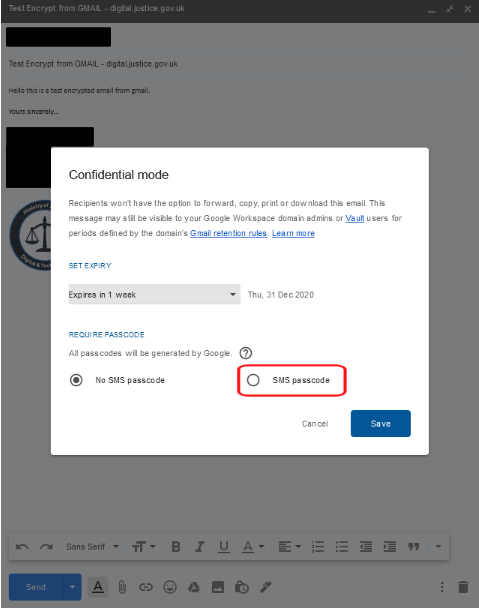 Test Encrypt from GMAIL - digital.justice.gov.uk
Test Encrypt from GMAIL - digital.justice.gov.uk
Hello this is a test encrypted email from gmail.
Yours sincerely...
Ministry of
Digital & Tech
Confidential mode
Recipients won't have the option to forward, copy, print or download this email. This
message may still be visible to your Google Workspace domain admins or Vault users for
periods defined by the domain's Gmail retention rules. Learn more
SET EXPIRY
Expires in 1 week
Thu, 31 Dec 2020
REQUIRE PASSCODE
All passcodes will be generated by Google. ?
No SMS passcode
SMS passcode
Cancel
Save
Sans Serif
B I U A
Send
A